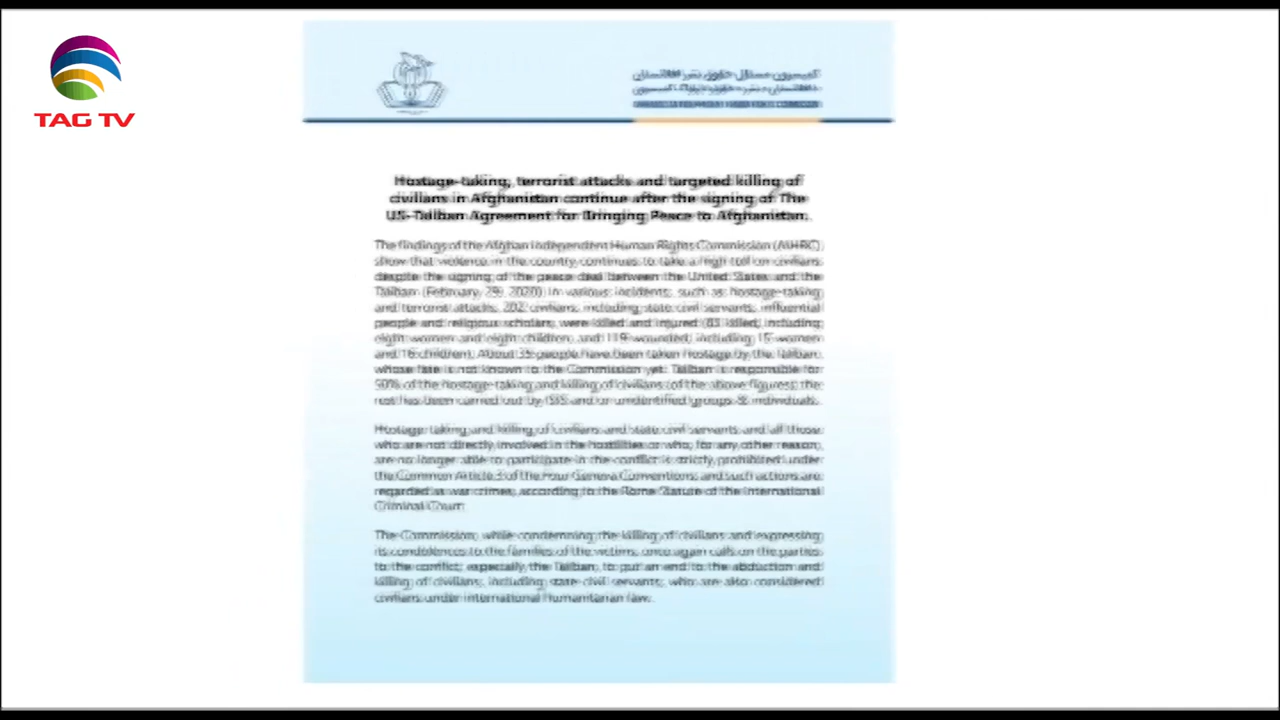 TAG TV
کمیسیون مستقل حقوق بشر افغانستان
Hostage-taking, terrorist attacks and targeted killing of
civilians in Afghanistan continue after the signing of The
US-Taliban Agreement for Bringing Peace to Afghanistan.
The findings of the Afghan Independent Human Rights Commission (AIHRC)
show that violence in the country continues to take a high toll on civilians
despite the signing of the peace deal between the United States and the
Taliban (February 29, 2020) in various incidents, such as hostage-taking
and terrorist attacks, 202 civilians, including state civil servants, influential
people and religious scholars, were killed and injured (83 killed, including
eight women and eight children, and 119 wounded, including 15 women
and 16 children). About 35 people have been taken hostage by the Taliban,
whose fate is not known to the Commission yet. Taliban is responsible for
90% of the hostage-taking and killing of civilians (of the above figures), the
rest has been carried out by ISIS and or unidentified groups & individuals.
Hostage taking and killing of civilians and state civil servants and all those
who are not directly involved in the hostilities or who, for any other reason,
are no longer able to participate in the conflict is strictly prohibited under
the Common Article 3 of the Four Geneva Conventions, and such actions are
regarded as war crimes, according to the Rome Statute of the International
Criminal Court.
The Commission, while condemning the killing of civilians and expressing
its condolences to the families of the victims, once again calls on the parties
to the conflict, especially the Taliban, to put an end to the abduction and
killing of civilians, including state civil servants, who are also considered
civilians under international humanitarian law.